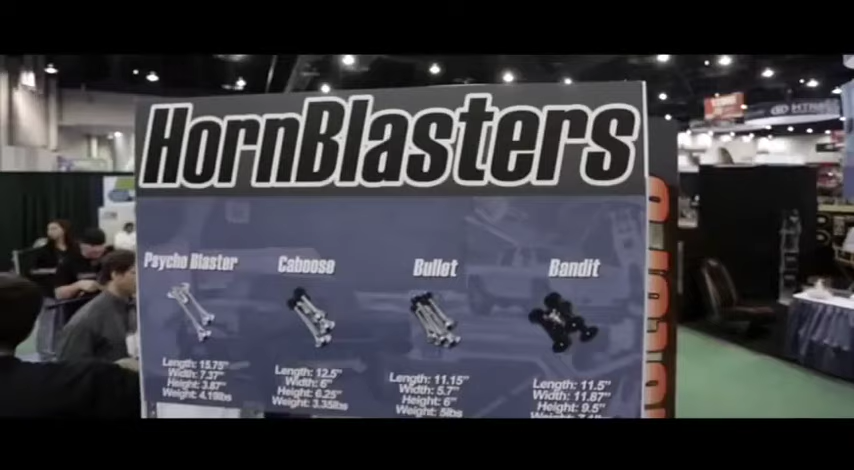 HornBlasters
Psycho Blaster
Length: 15.75"
Width: 7.37"
Height: 3.87"
Weight: 4.19lbs
Caboose
Length: 12.5"
Width: 6"
Height: 6.25"
Weight: 3.35lbs
Bullet
Length: 11.15"
Width: 5.7"
Height: 6"
Weight: 5lbs
Bandit
Length: 11.5"
Width: 11.87"
Height: 9.5"